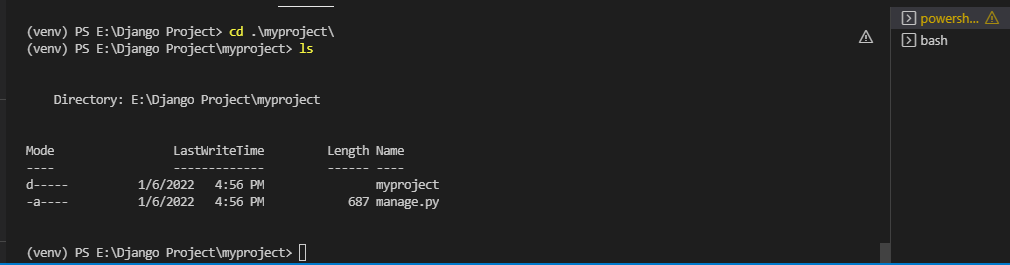 (venv) PS E:\Django Project> cd .\myproject\
(venv) PS E:\Django Project\myproject> ls
Directory: E:\Django Project\myproject
Mode LastWriteTime Length Name
---- ------------- ------ ----
d----- 1/6/2022 4:56 PM myproject
-a---- 1/6/2022 4:56 PM 687 manage.py
(venv) PS E:\Django Project\myproject>
powersh...
bash